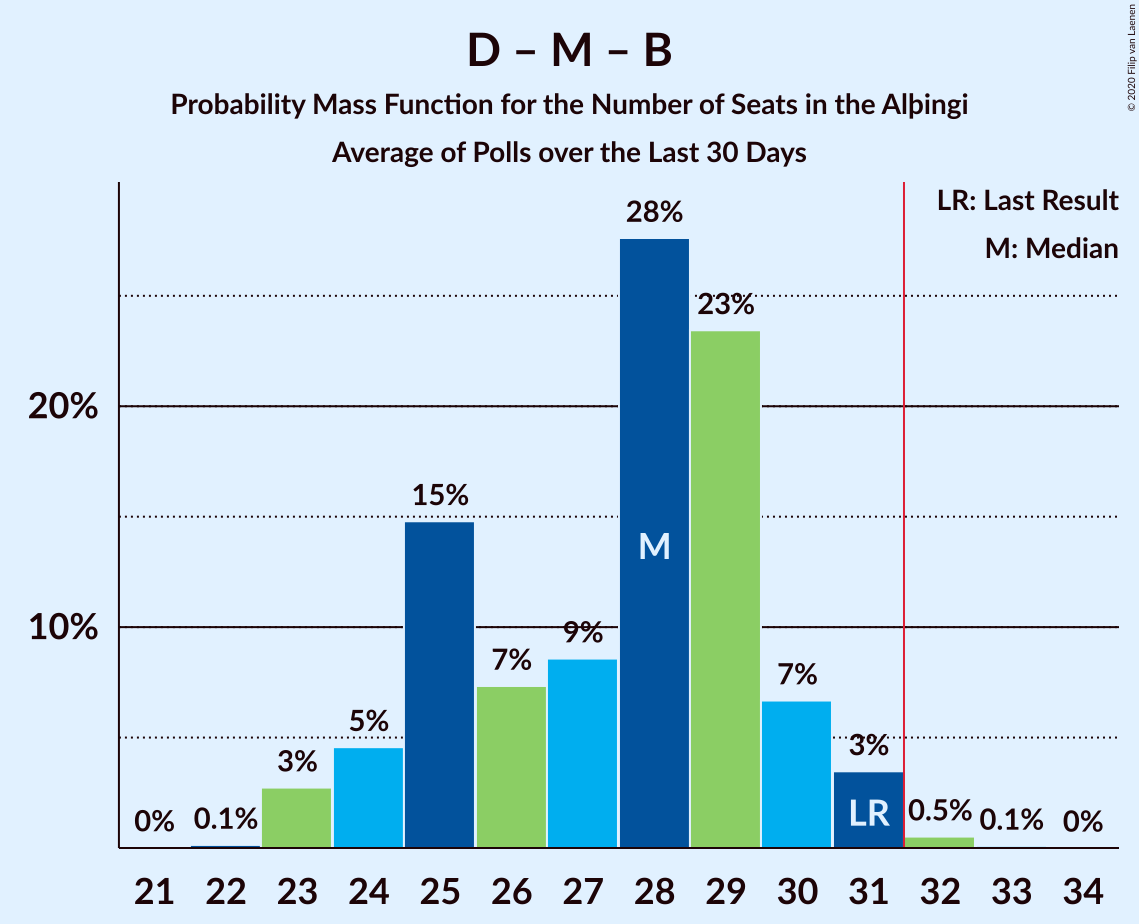 D – M – B
Probability Mass Function for the Number of Seats in the Alþingi
Average of Polls over the Last 30 Days
© 2020 Filip van Laenen
LR: Last Result
M: Median
28%
23%
20%
15%
M
10%
9%
7%
7%
5%
3%
3%
LR
0%
0.1%
0.5%
0.1%
0%
21 22 23 24 25 26 27 28 29 30 31 32 33 34